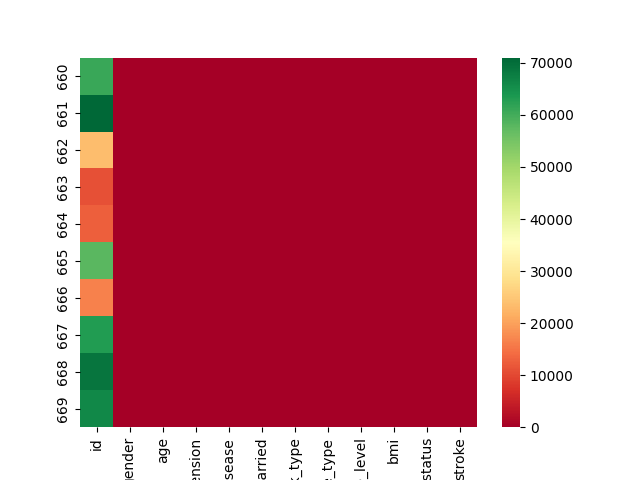 660
661
662
663
664
665
666
667
668
669
id
ender
age
ension
sease
arried
_type
_type
_level
bmi
status
stroke
70000
60000
50000
40000
30000
20000
10000
0